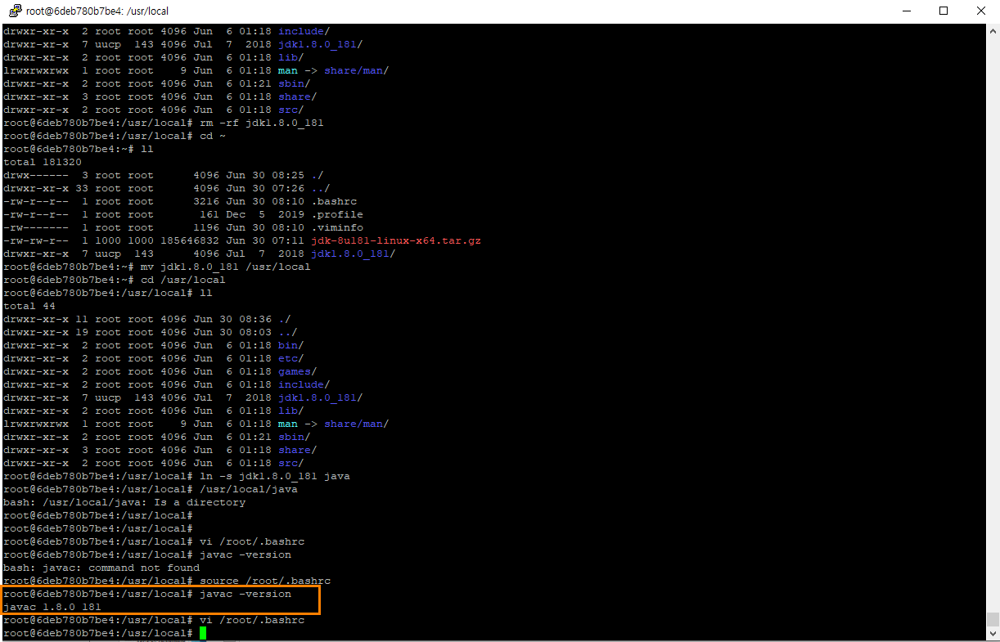 root@6deb780b7be4: /usr/local
drwxr-xr-x  2 root root 4096 Jun  6 01:18 include/
drwxr-xr-x  7 uucp  143 4096 Jul  7  2018 jdk1.8.0_181/
drwxr-xr-x  2 root root 4096 Jun  6 01:18 lib/
lrwxrwxrwx  1 root root    9 Jun  6 01:18 man -> share/man/
drwxr-xr-x  2 root root 4096 Jun  6 01:21 sbin/
drwxr-xr-x  3 root root 4096 Jun  6 01:18 share/
drwxr-xr-x  2 root root 4096 Jun  6 01:18 src/
root@6deb780b7be4:/usr/local# rm -rf jdk1.8.0_181
root@6deb780b7be4:/usr/local# cd ~
root@6deb780b7be4:~# ll
total 181320
drwx------  3 root root      4096 Jun 30 08:25 ./
drwxr-xr-x 33 root root      4096 Jun 30 07:26 ../
-rw-r--r--  1 root root      3216 Jun 30 08:10 .bashrc
-rw-r--r--  1 root root       161 Dec  5  2019 .profile
-rw-------  1 root root      1196 Jun 30 08:10 .viminfo
-rw-rw-r--  1 1000 1000 185646832 Jun 30 07:11 jdk-8u181-linux-x64.tar.gz
drwxr-xr-x  7 uucp  143      4096 Jul  7  2018 jdk1.8.0_181/
root@6deb780b7be4:~# mv jdk1.8.0_181 /usr/local
root@6deb780b7be4:~# cd /usr/local
root@6deb780b7be4:/usr/local# ll
total 44
drwxr-xr-x 11 root root 4096 Jun 30 08:36 ./
drwxr-xr-x 19 root root 4096 Jun 30 08:03 ../
drwxr-xr-x  2 root root 4096 Jun  6 01:18 bin/
drwxr-xr-x  2 root root 4096 Jun  6 01:18 etc/
drwxr-xr-x  2 root root 4096 Jun  6 01:18 games/
drwxr-xr-x  2 root root 4096 Jun  6 01:18 include/
drwxr-xr-x  7 uucp  143 4096 Jul  7  2018 jdk1.8.0_181/
drwxr-xr-x  2 root root 4096 Jun  6 01:18 lib/
lrwxrwxrwx  1 root root    9 Jun  6 01:18 man -> share/man/
drwxr-xr-x  2 root root 4096 Jun  6 01:21 sbin/
drwxr-xr-x  3 root root 4096 Jun  6 01:18 share/
drwxr-xr-x  2 root root 4096 Jun  6 01:18 src/
root@6deb780b7be4:/usr/local# ln -s jdk1.8.0_181 java
root@6deb780b7be4:/usr/local# /usr/local/java
bash: /usr/local/java: Is a directory
root@6deb780b7be4:/usr/local#
root@6deb780b7be4:/usr/local#
root@6deb780b7be4:/usr/local# vi /root/.bashrc
root@6deb780b7be4:/usr/local# javac -version
bash: javac: command not found
root@6deb780b7be4:/usr/local# source /root/.bashrc
root@6deb780b7be4:/usr/local# javac -version
javac 1.8.0_181
root@6deb780b7be4:/usr/local# vi /root/.bashrc
root@6deb780b7be4:/usr/local#